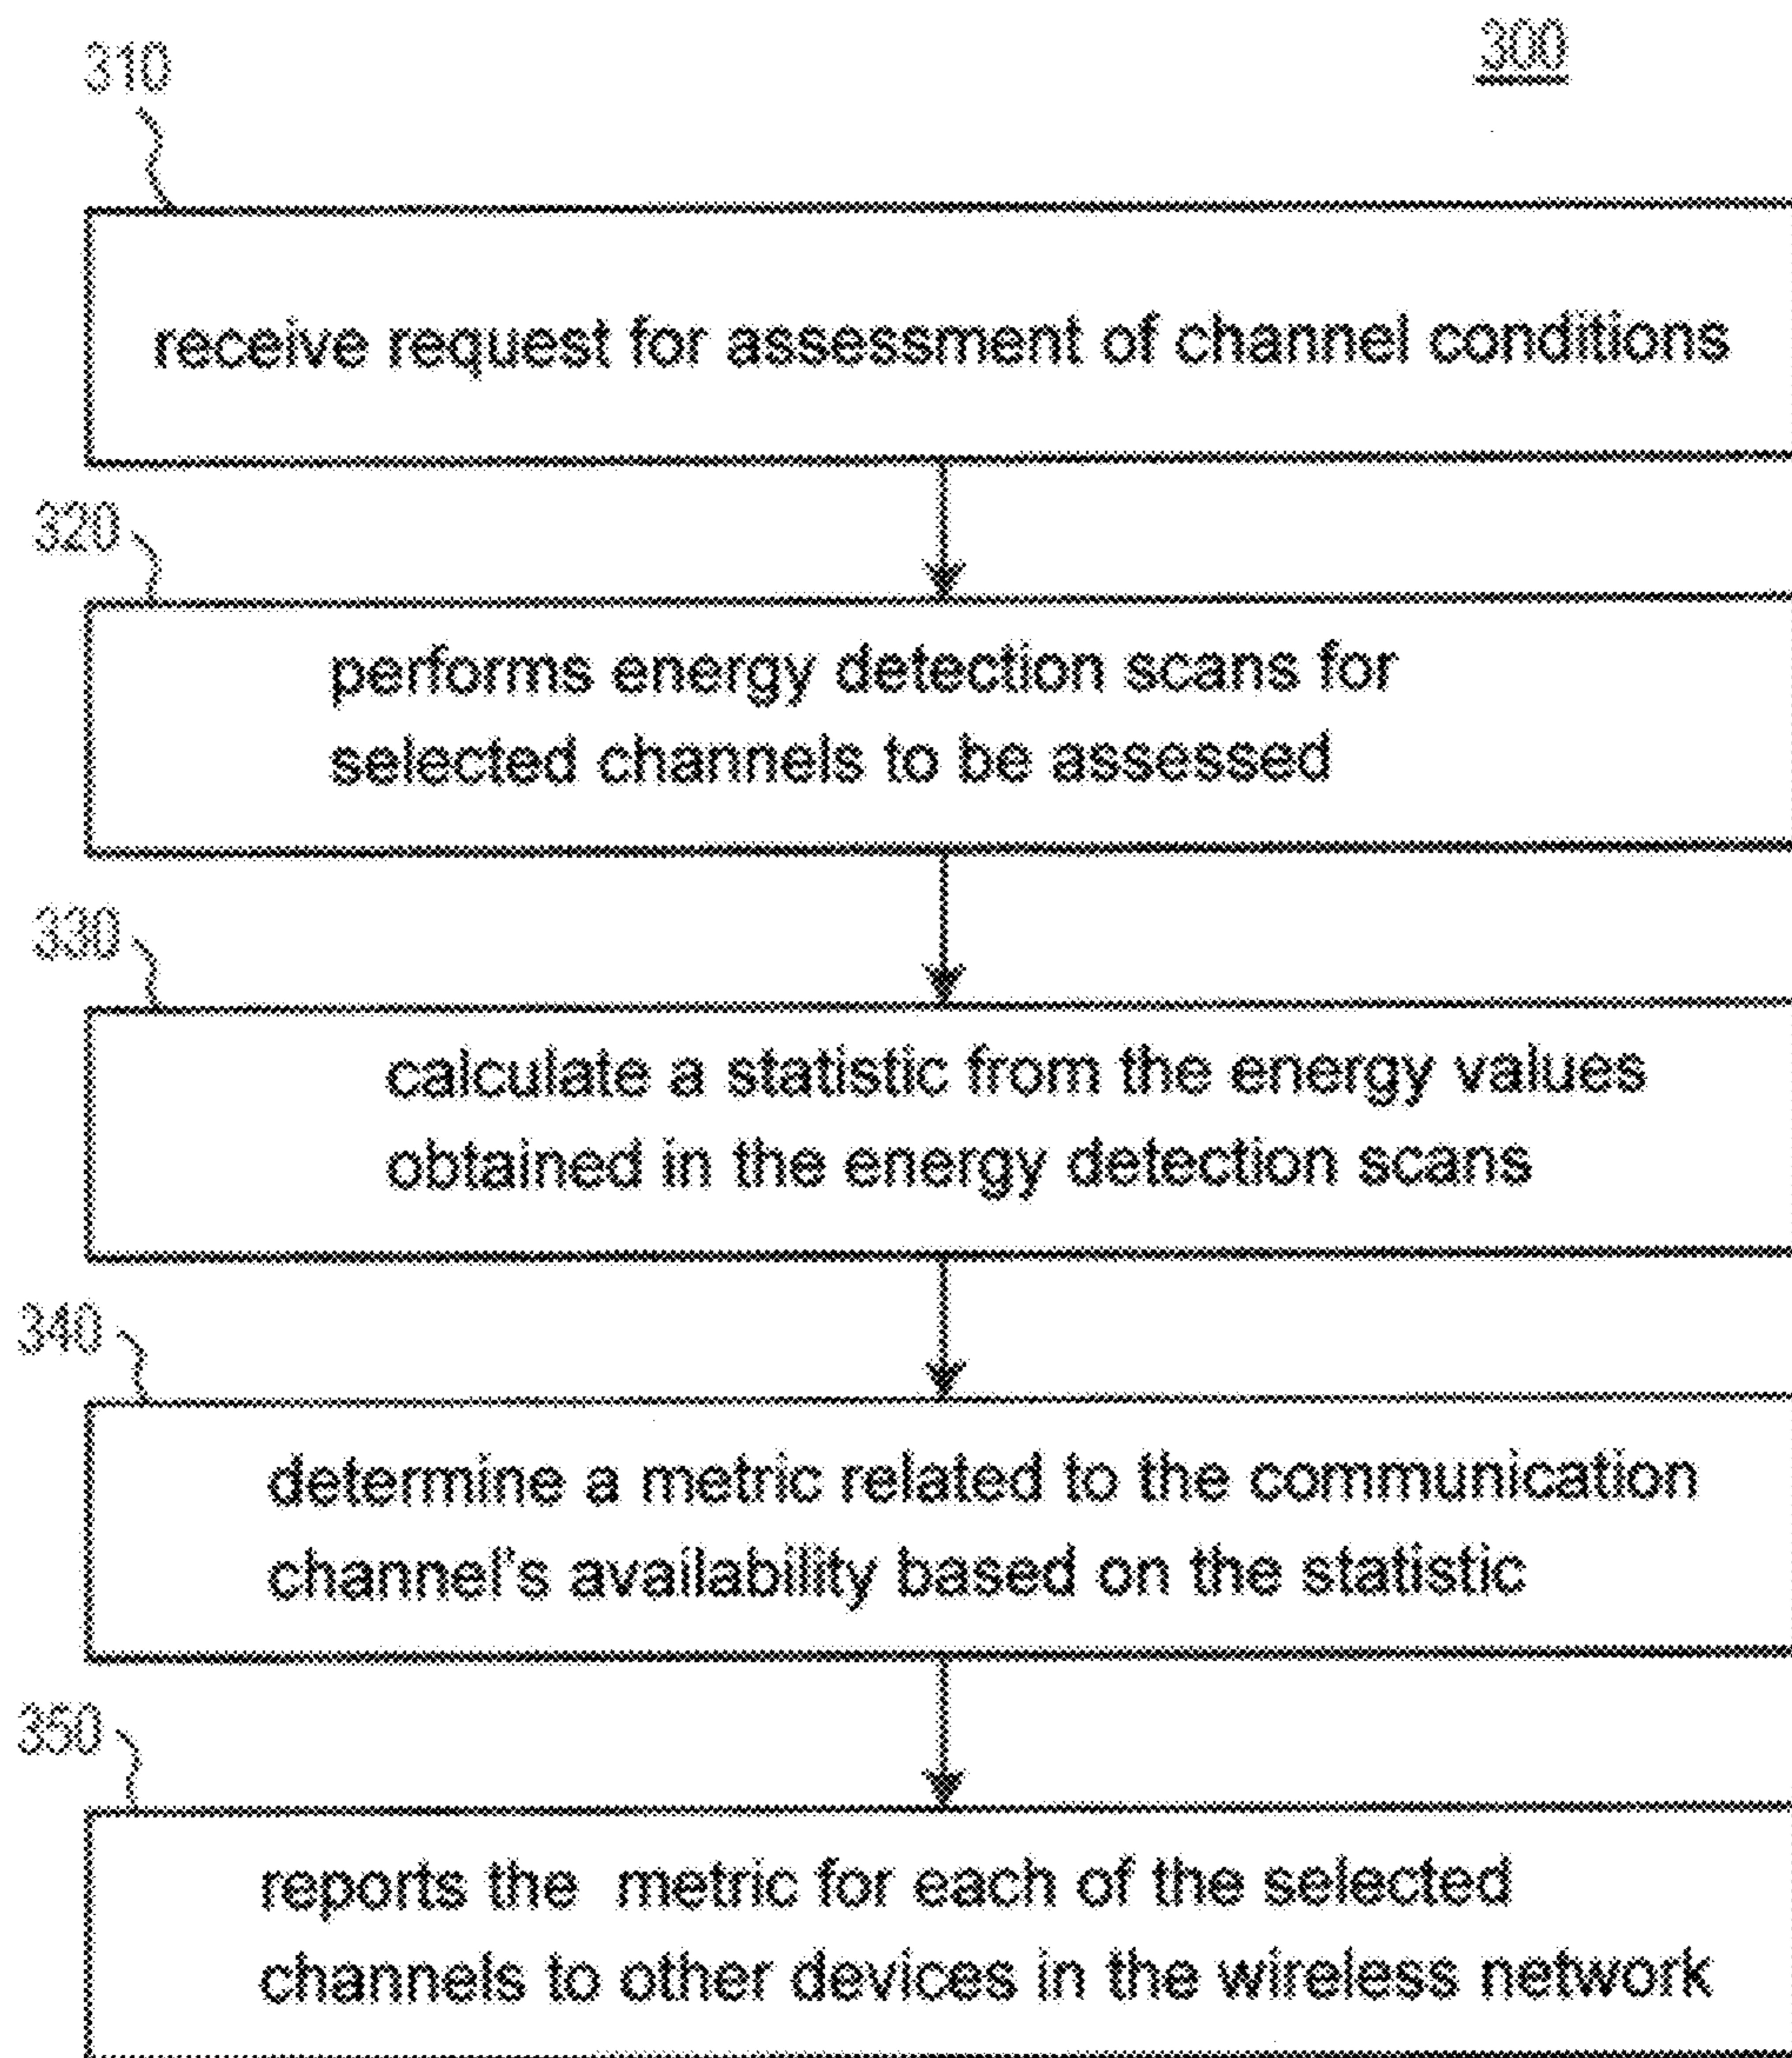 310
300
receive request for assessment of channel conditions
320
performs energy detection scans for
selected channels to be assessed
330
calculate a statistic from the energy values
obtained in the energy detection scans
340
determine a metric related to the communication
channel's availability based on the statistic
350
reports the metric for each of the selected
channels to other devices in the wireless network